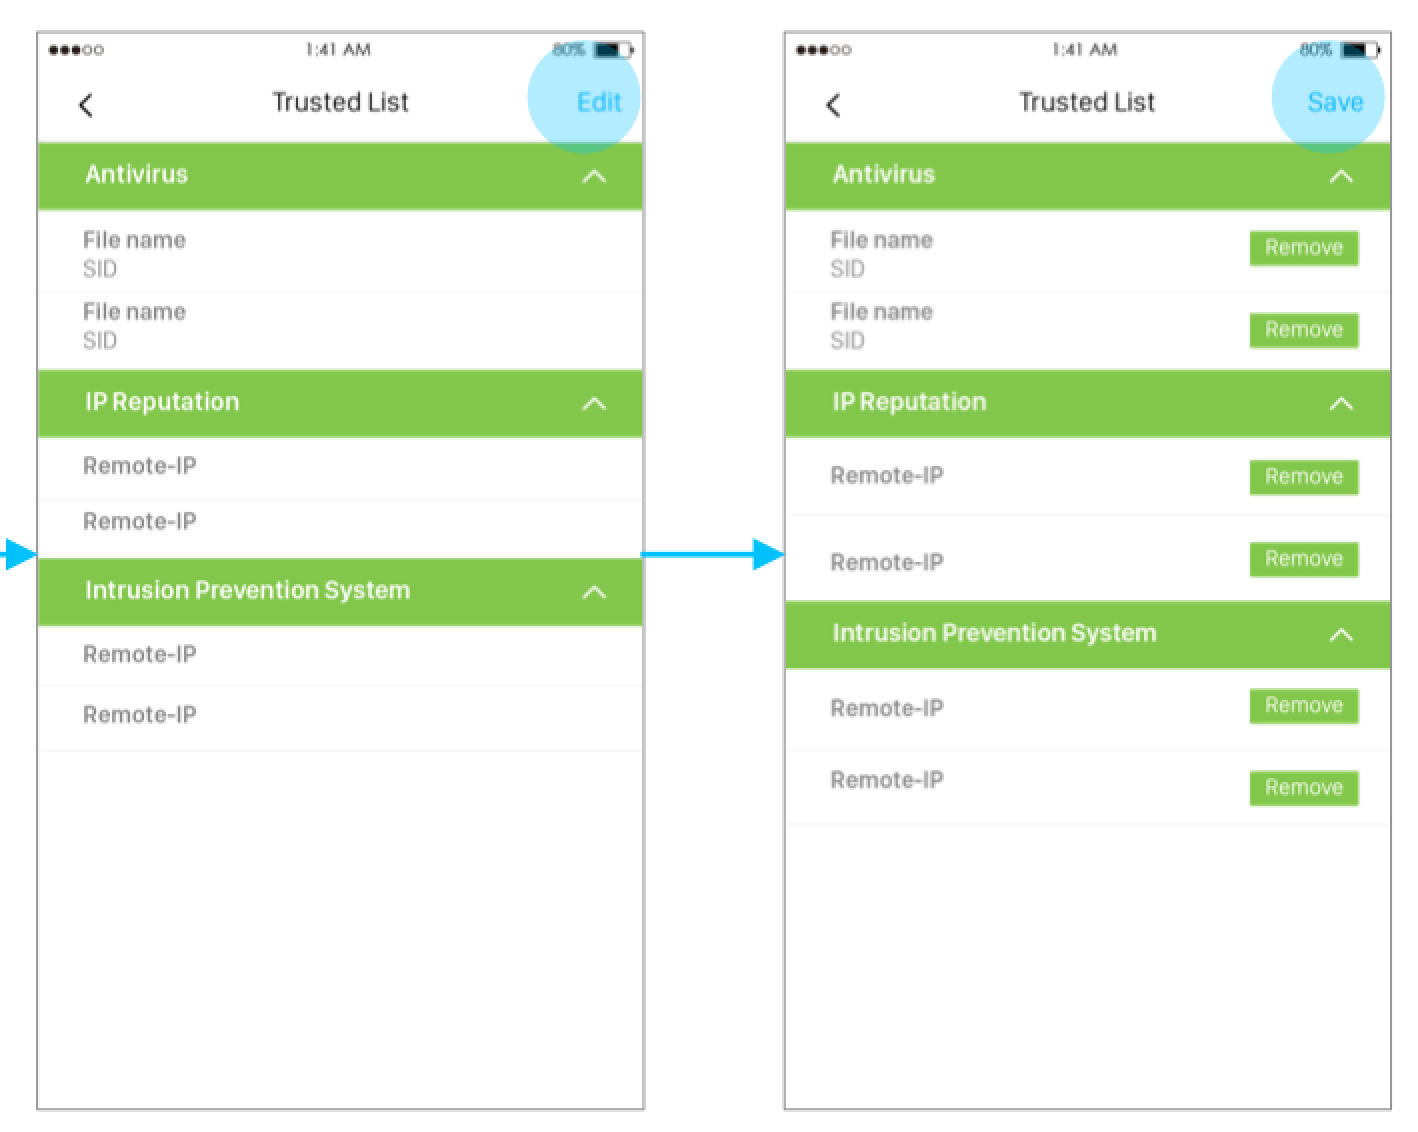 1:41 AM
80%
Trusted List
Edit
Antivirus
File name
SID
File name
SID
IP Reputation
Remote-IP
Remote-IP
Intrusion Prevention System
Remote-IP
Remote-IP
1:41 AM
80%
Trusted List
Save
Antivirus
File name
SID
Remove
File name
SID
Remove
IP Reputation
Remote-IP
Remove
Remote-IP
Remove
Intrusion Prevention System
Remote-IP
Remove
Remote-IP
Remove